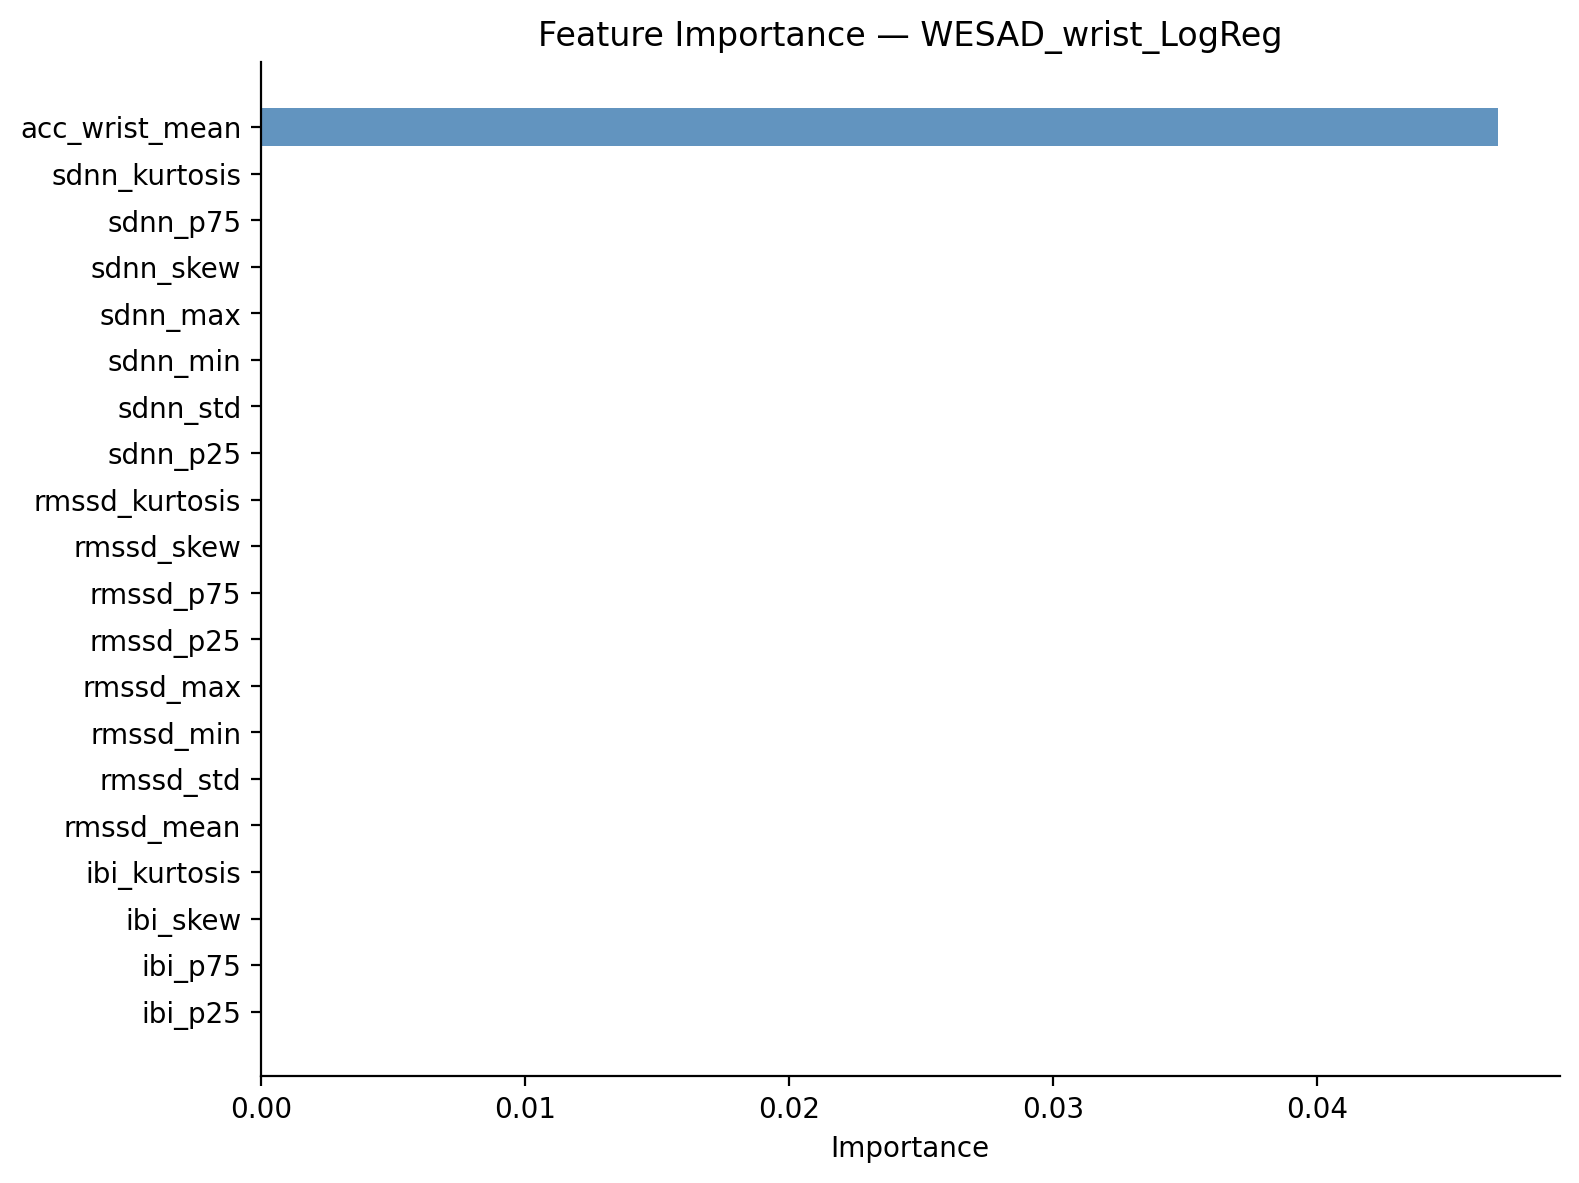 Feature Importance — WESAD_wrist_LogReg
acc_wrist_mean
sdnn_kurtosis
sdnn_p75
sdnn_skew
sdnn_max
sdnn_min
sdnn_std
sdnn_p25
rmssd_kurtosis
rmssd_skew
rmssd_p75
rmssd_p25
rmssd_max
rmssd_min
rmssd_std
rmssd_mean
ibi_kurtosis
ibi_skew
ibi_p75
ibi_p25
0.00 0.01 0.02 0.03 0.04
Importance